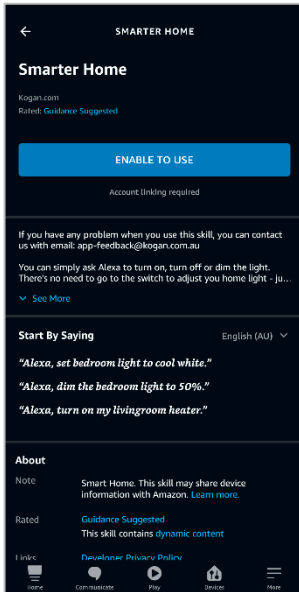 SMARTER HOME
Smarter Home
Kogan.com
Rated: Guidance Suggested
ENABLE TO USE
Account linking required
If you have any problem when you use this skill, you can contact
us with email: app-feedback@kogan.com.au
You can simply ask Alexa to turn on, turn off or dim the light.
There's no need to go to the switch to adjust you home light - ju...
See More
Start By Saying
English (AU)
“Alexa, set bedroom light to cool white.”
“Alexa, dim the bedroom light to 50%.”
“Alexa, turn on my livingroom heater.”
About
Note
Smart Home. This skill may share device
information with Amazon. Learn more.
Rated
Guidance Suggested
This skill contains dynamic content
Links
Developer Privacy Policy
Home
Communicate
Play
Devices
More